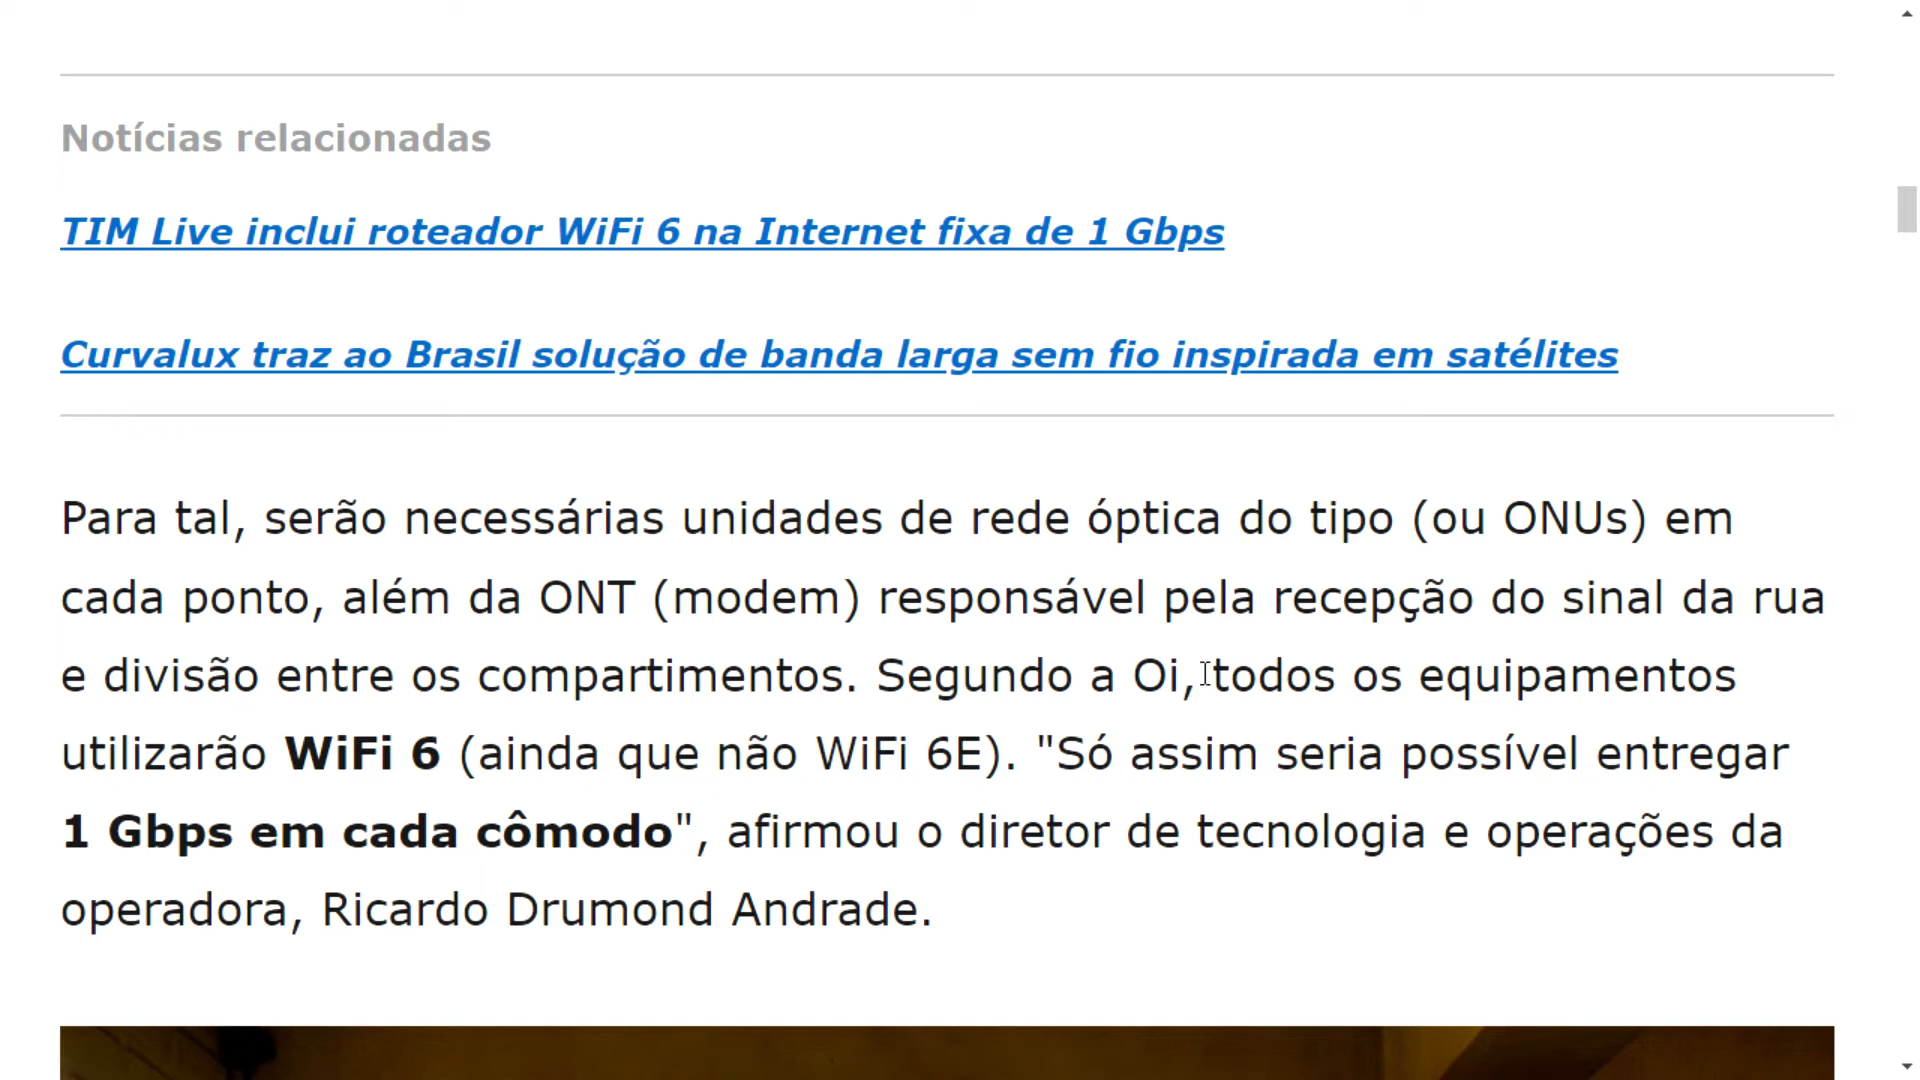 Notícias relacionadas
TIM Live inclui roteador WiFi 6 na Internet fixa de 1 Gbps
Curvalux traz ao Brasil solução de banda larga sem fio inspirada em satélites
Para tal, serão necessárias unidades de rede óptica do tipo (ou ONUs) em
cada ponto, além da ONT (modem) responsável pela recepção do sinal da rua
e divisão entre os compartimentos. Segundo a Oi, todos os equipamentos
utilizarão WiFi 6 (ainda que não WiFi 6E). "Só assim seria possível entregar
1 Gbps em cada cômodo", afirmou o diretor de tecnologia e operações da
operadora, Ricardo Drumond Andrade.